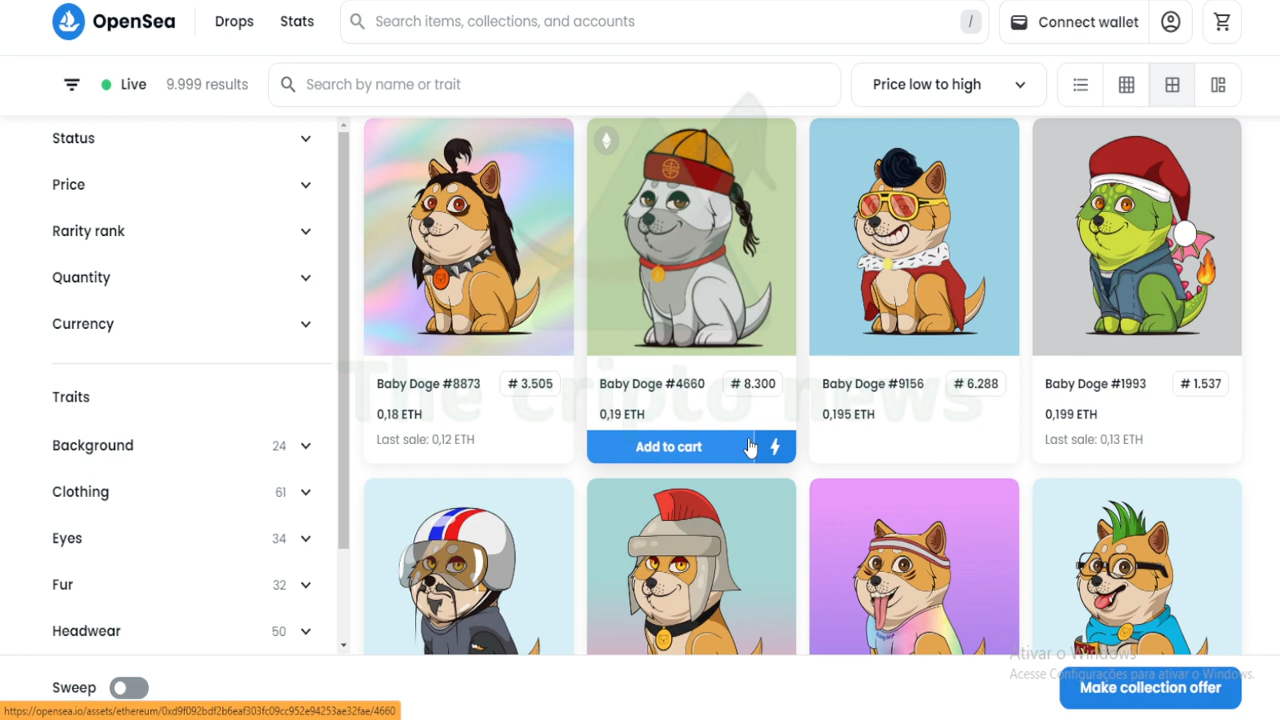 OpenSea
Drops
Stats
Search items, collections, and accounts
/
Connect wallet
Live
9.999 results
Search by name or trait
Price low to high
Status
Price
Rarity rank
Quantity
Currency
Traits
Background 24
Clothing 61
Eyes 34
Fur 32
Headwear 50
Baby Doge #8873 # 3.505
0,18 ETH
Last sale: 0,12 ETH
Baby Doge #4660 # 8.300
0,19 ETH
Add to cart
Baby Doge #9156 # 6.288
0,195 ETH
Baby Doge #1993 # 1.537
0,199 ETH
Last sale: 0,13 ETH
The cripto news
Ativar o Windows
Acesse Configurações para ativar o Windows.
Sweep
Make collection offer
https://opensea.io/assets/ethereum/0xd9f092bdf2b6eaf303fc09cc952e94253ae32fae/4660